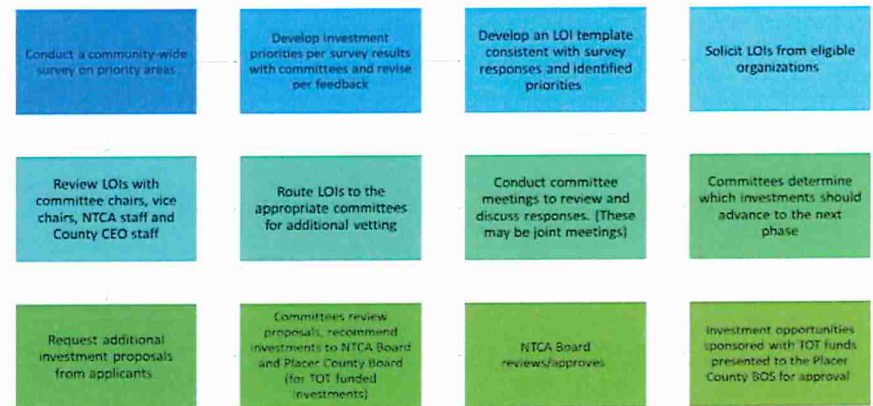 Conduct a community-wide
survey on priority areas
Develop investment
priorities per survey results
with committees and revise
per feedback
Develop an LOI template
consistent with survey
responses and identified
priorities
Solicit LOIs from eligible
organizations
Review LOIs with
committee chairs, vice
chairs, NTCA staff and
County CEO staff
Route LOIs to the
appropriate committees
for additional vetting
Conduct committee
meetings to review and
discuss responses. (These
may be joint meetings)
Committees determine
which investments should
advance to the next
phase
Request additional
investment proposals
from applicants
Committees review
proposals, recommend
investments to NTCA Board
and Placer County Board
(for TOT funded
investments)
NTCA Board
reviews/approves
Investment opportunities
sponsored with TOT funds
presented to the Placer
County BOS for approval